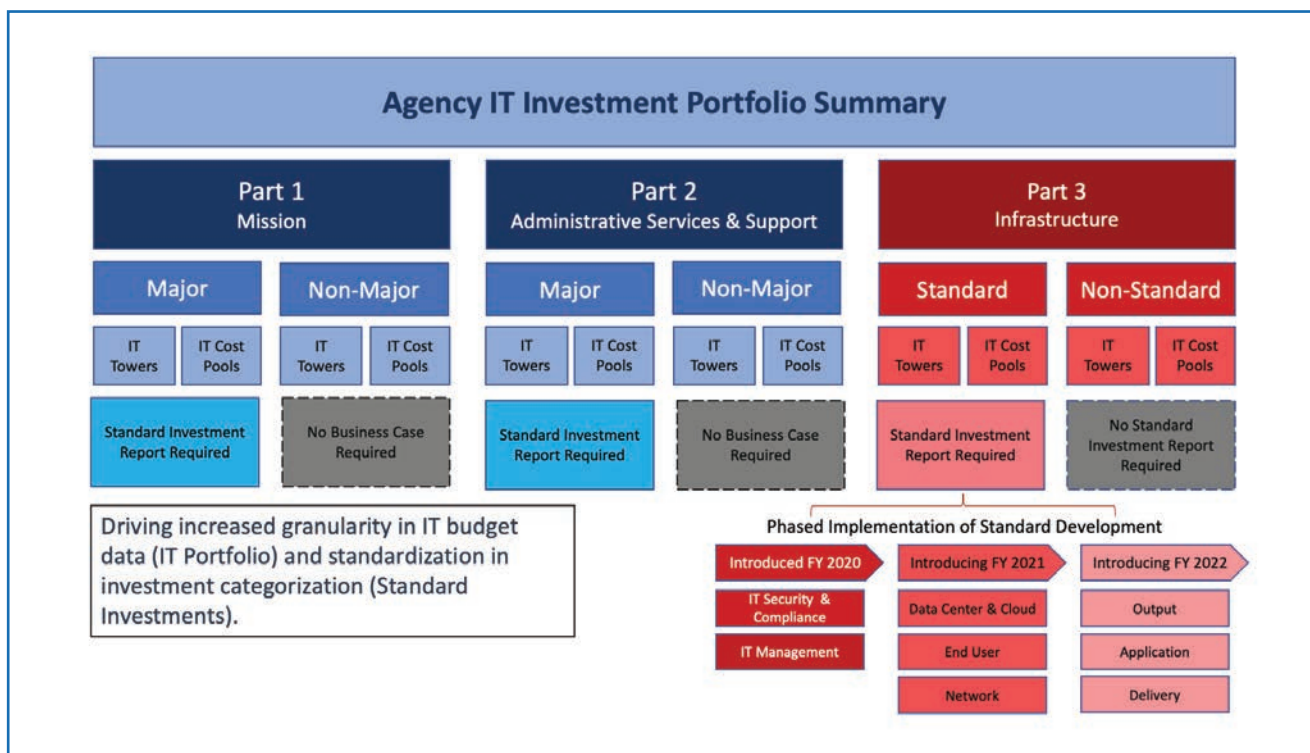 Agency IT Investment Portfolio Summary
Part 1
Mission
Part 2
Administrative Services & Support
Part 3
Infrastructure
Major
Non-Major
Major
Non-Major
Standard
Non-Standard
IT
Towers
IT Cost
Pools
IT
Towers
IT Cost
Pools
IT
Towers
IT Cost
Pools
IT
Towers
IT Cost
Pools
IT
Towers
IT Cost
Pools
IT
Towers
IT Cost
Pools
Standard Investment
Report Required
No Business Case
Required
Standard Investment
Report Required
No Business Case
Required
Standard Investment
Report Required
No Standard
Investment Report
Required
Driving increased granularity in IT budget
data (IT Portfolio) and standardization in
investment categorization (Standard
Investments).
Phased Implementation of Standard Development
Introduced FY 2020
IT Security &
Compliance
IT Management
Introducing FY 2021
Data Center & Cloud
End User
Network
Introducing FY 2022
Output
Application
Delivery